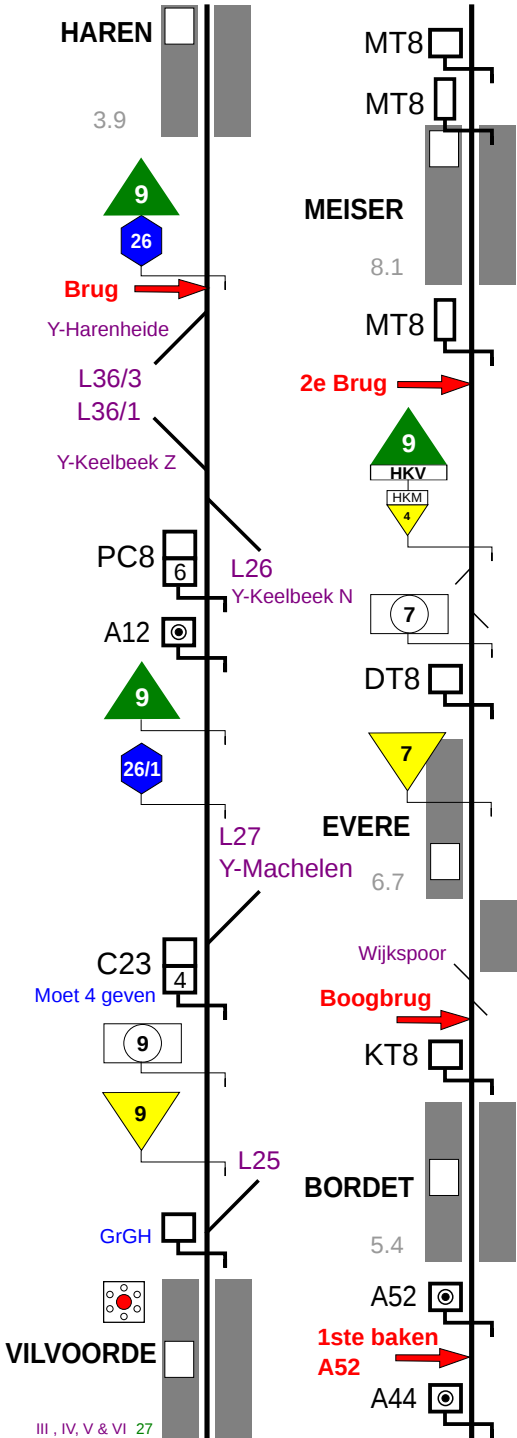 HAREN
3.9
9
26
Brug
Y-Harenheide
L36/3
L36/1
Y-Keelbeek Z
L26
Y-Keelbeek N
PC8
6
A12
9
26/1
L27
Y-Machelen
C23
4
Moet 4 geven
9
9
L25
GrGH
VILVOORDE
III , IV, V & VI 27
MT8
MT8
MEISER
8.1
MT8
2e Brug
9
HKV
HKM
4
7
DT8
7
EVERE
6.7
Wijkspoor
Boogbrug
KT8
BORDET
5.4
A52
1ste baken
A52
A44